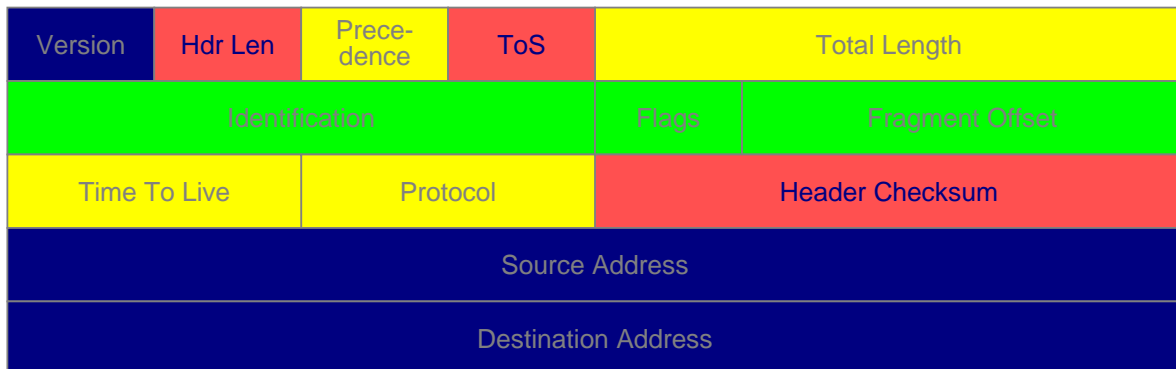 Version Hdr Len Prece-
dence ToS Total Length
Identification Flags Fragment Offset
Time To Live Protocol Header Checksum
Source Address
Destination Address